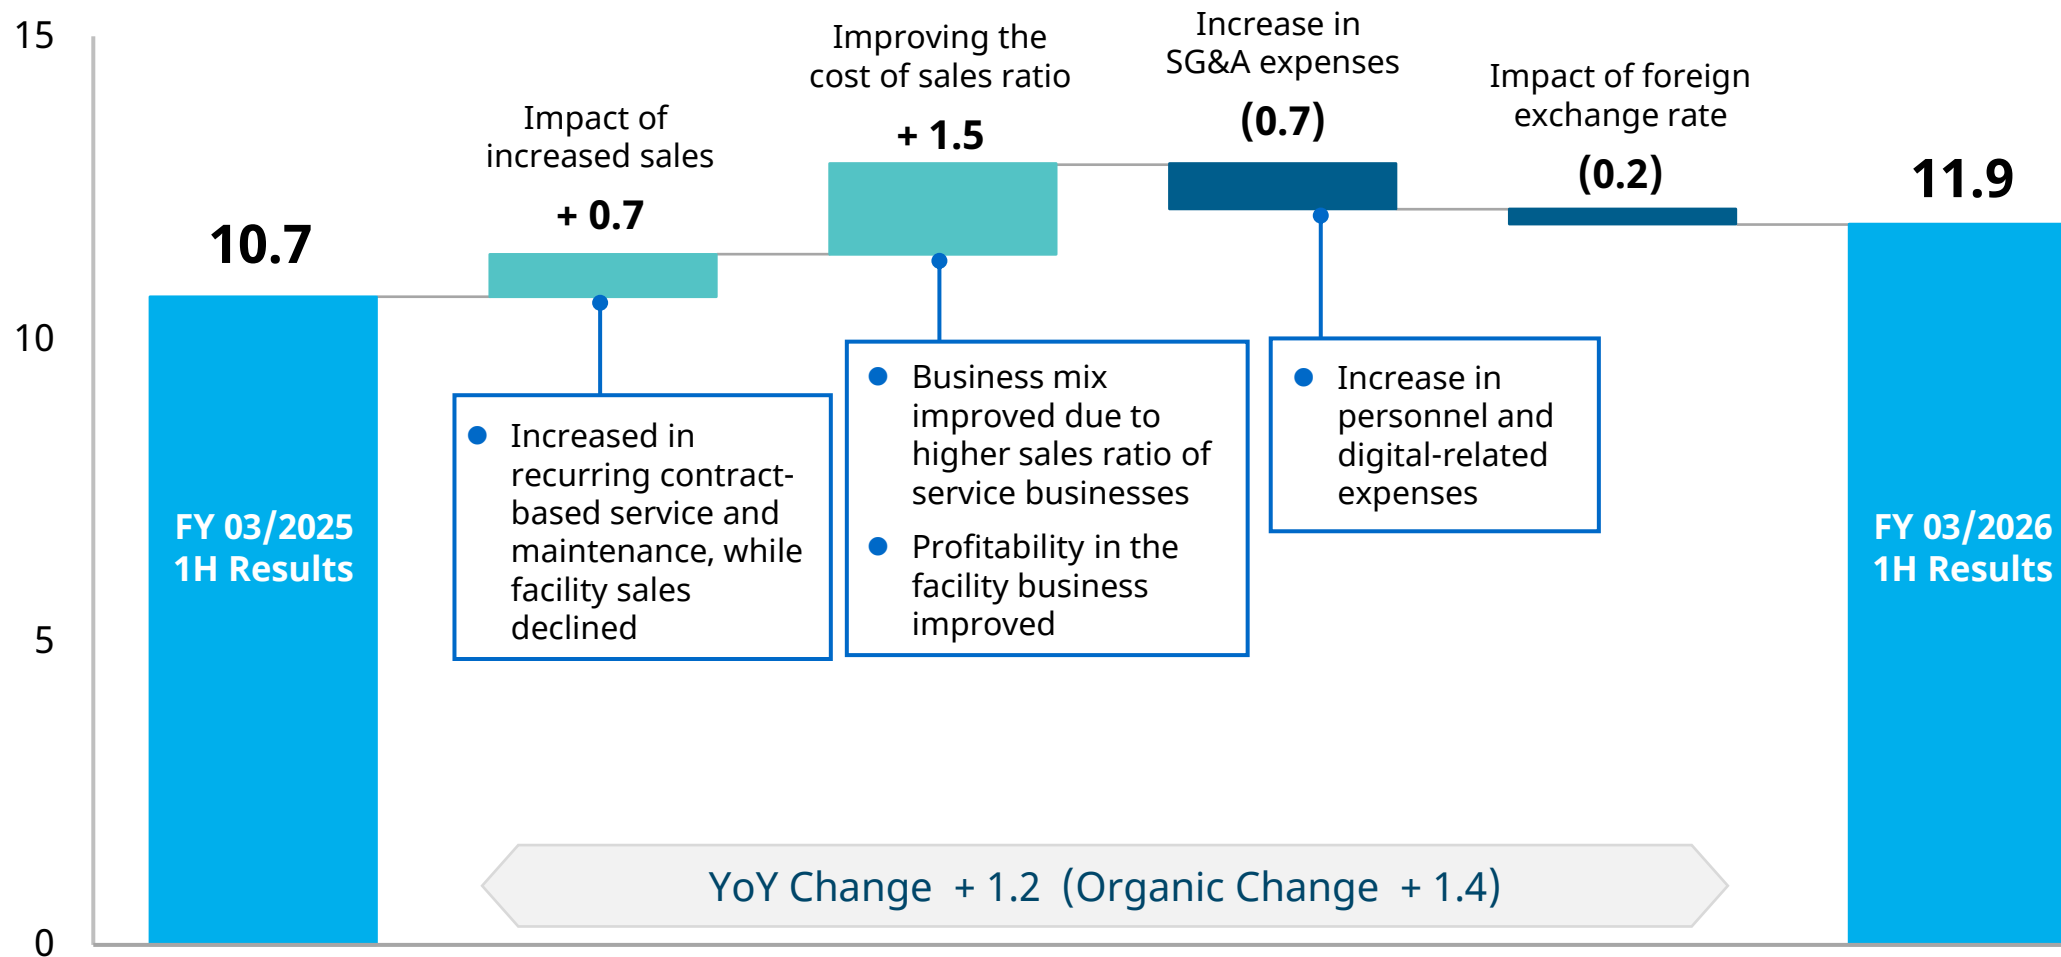 15
10
5
0
10.7
FY 03/2025
1H Results
Impact of
increased sales
+ 0.7
● Increased in
recurring contract-
based service and
maintenance, while
facility sales
declined
Improving the
cost of sales ratio
+ 1.5
● Business mix
improved due to
higher sales ratio of
service businesses
● Profitability in the
facility business
improved
Increase in
SG&A expenses
(0.7)
● Increase in
personnel and
digital-related
expenses
Impact of foreign
exchange rate
(0.2)
11.9
FY 03/2026
1H Results
YoY Change + 1.2 (Organic Change + 1.4)